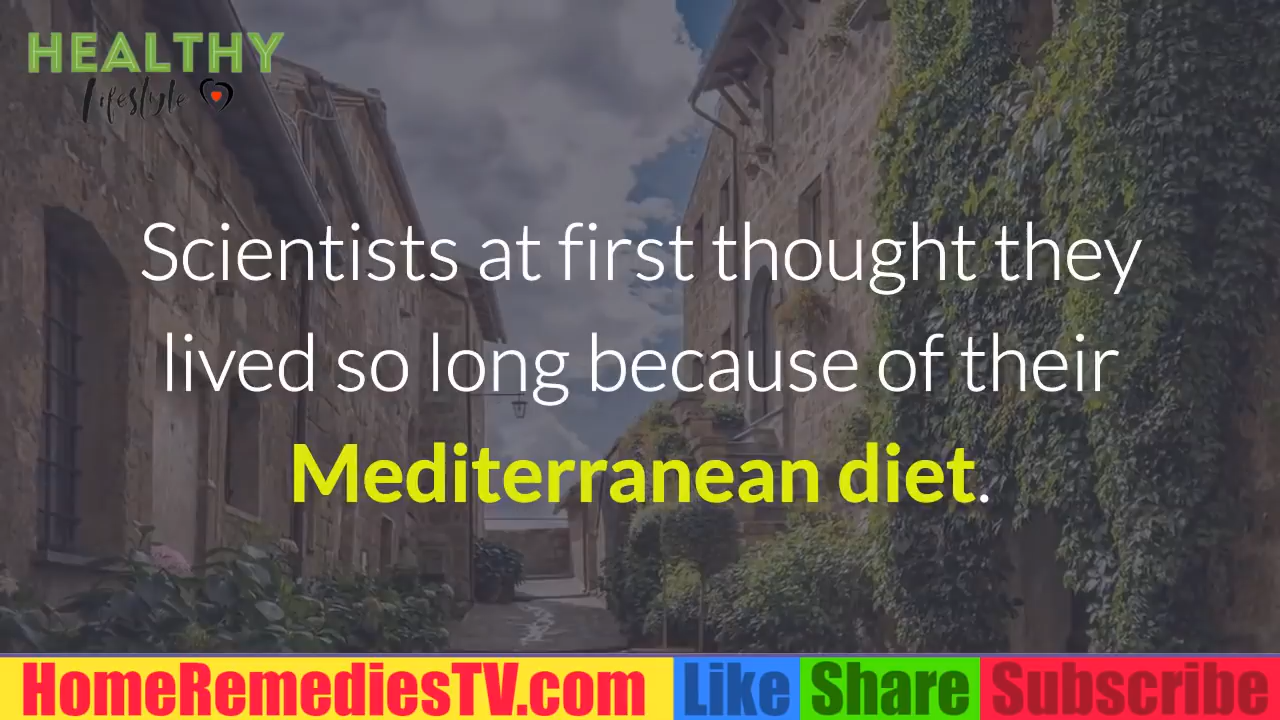 HEALTHY
Lifestyle
Scientists at first thought they
lived so long because of their
Mediterranean diet.
HomeRemediesTV.com Like Share Subscribe